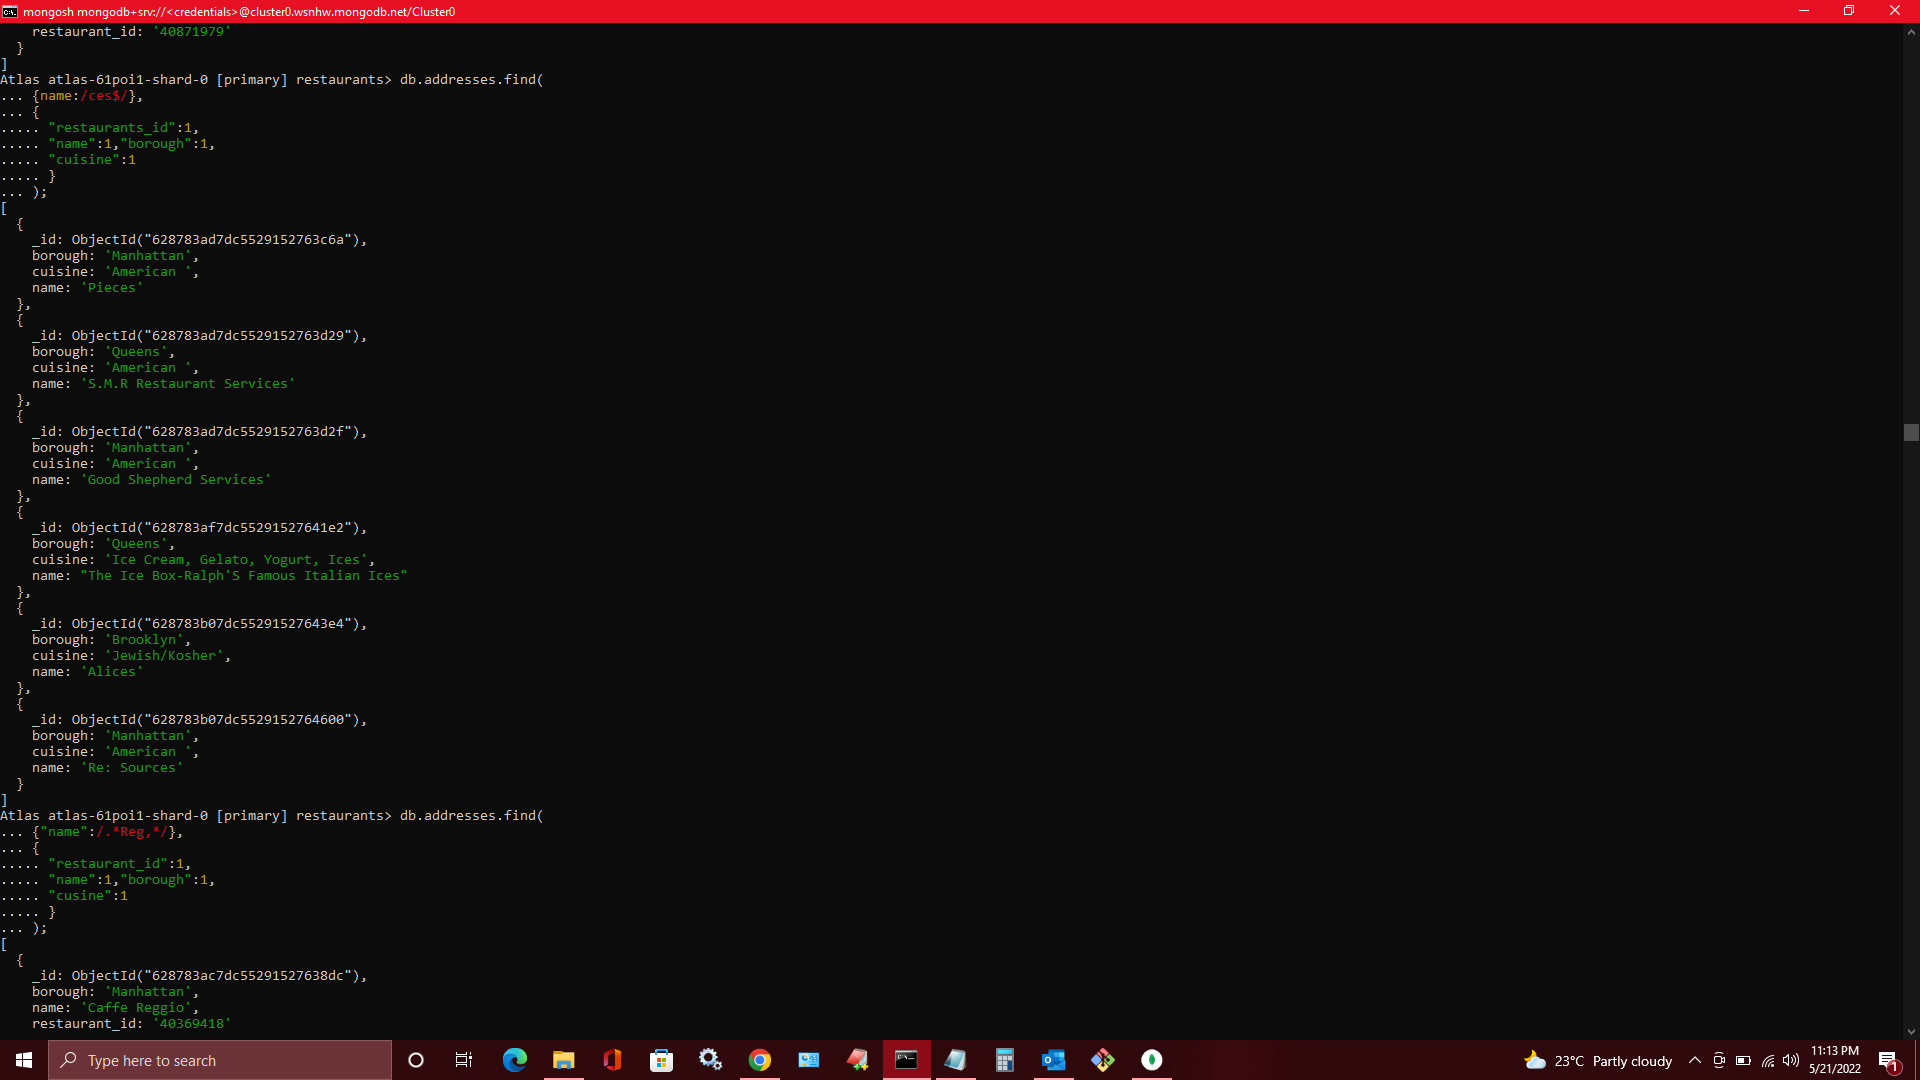 mongosh mongodb+srv://<credentials>@cluster0.wsnhw.mongodb.net/Cluster0
    restaurant_id: '40871979'
  }
]
Atlas atlas-61poi1-shard-0 [primary] restaurants> db.addresses.find(
... {name:/ces$/},
... {
..... "restaurants_id":1,
..... "name":1,"borough":1,
..... "cuisine":1
..... }
... );
[
  {
    _id: ObjectId("628783ad7dc5529152763c6a"),
    borough: 'Manhattan',
    cuisine: 'American ',
    name: 'Pieces'
  },
  {
    _id: ObjectId("628783ad7dc5529152763d29"),
    borough: 'Queens',
    cuisine: 'American ',
    name: 'S.M.R Restaurant Services'
  },
  {
    _id: ObjectId("628783ad7dc5529152763d2f"),
    borough: 'Manhattan',
    cuisine: 'American ',
    name: 'Good Shepherd Services'
  },
  {
    _id: ObjectId("628783af7dc55291527641e2"),
    borough: 'Queens',
    cuisine: 'Ice Cream, Gelato, Yogurt, Ices',
    name: "The Ice Box-Ralph'S Famous Italian Ices"
  },
  {
    _id: ObjectId("628783b07dc55291527643e4"),
    borough: 'Brooklyn',
    cuisine: 'Jewish/Kosher',
    name: 'Alices'
  },
  {
    _id: ObjectId("628783b07dc5529152764600"),
    borough: 'Manhattan',
    cuisine: 'American ',
    name: 'Re: Sources'
  }
]
Atlas atlas-61poi1-shard-0 [primary] restaurants> db.addresses.find(
... {"name":/.*Reg,*/},
... {
..... "restaurant_id":1,
..... "name":1,"borough":1,
..... "cusine":1
..... }
... );
[
  {
    _id: ObjectId("628783ac7dc55291527638dc"),
    borough: 'Manhattan',
    name: 'Caffe Reggio',
    restaurant_id: '40369418'
Type here to search
23°C Partly cloudy
11:13 PM
5/21/2022
1